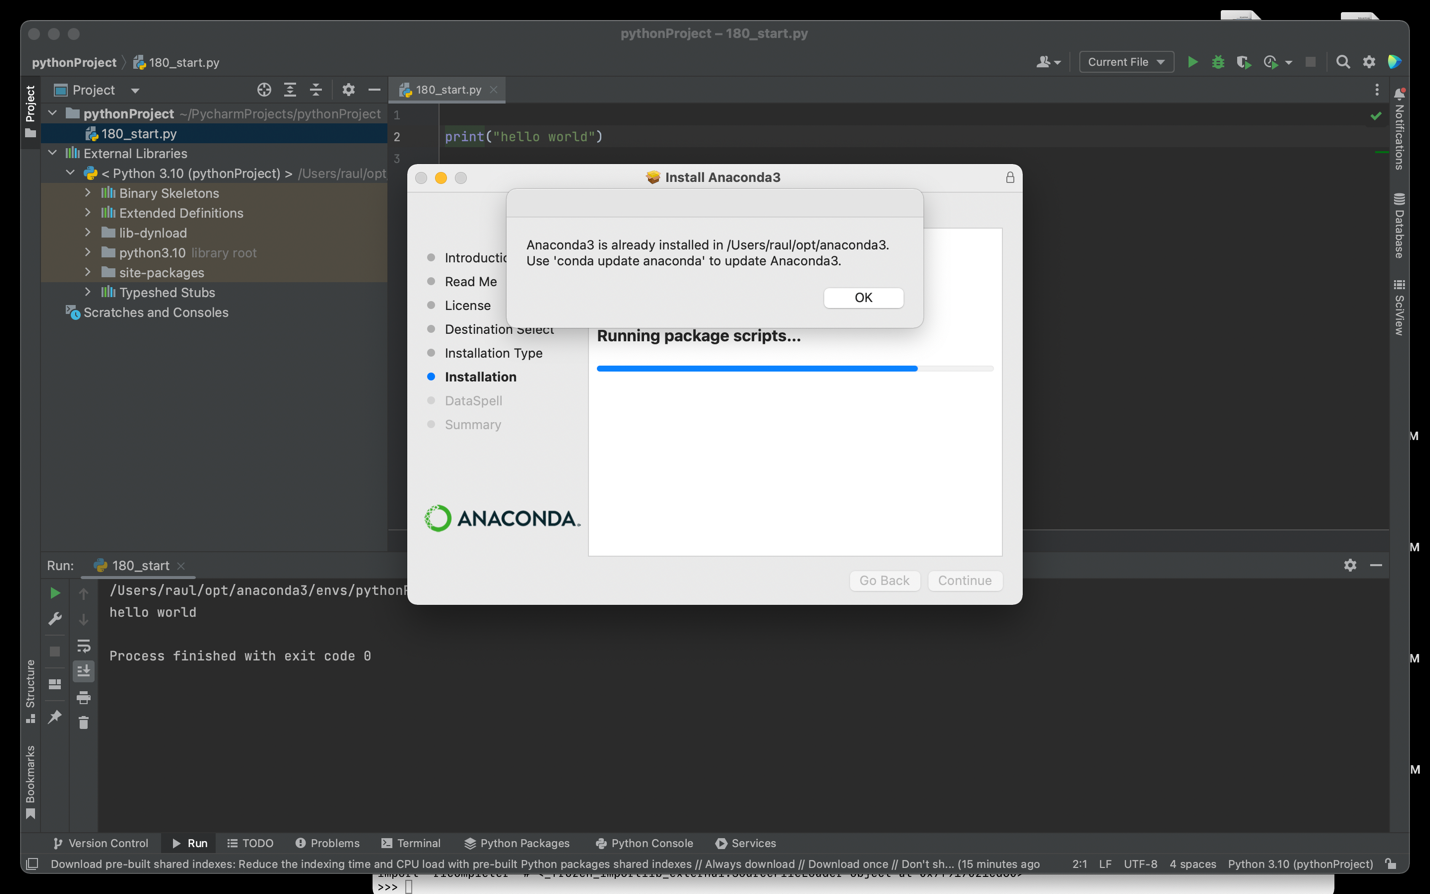 pythonProject – 180_start.py
pythonProject
180_start.py
Current File
Project
Project
180_start.py
pythonProject ~/PycharmProjects/pythonProject
180_start.py
External Libraries
< Python 3.10 (pythonProject) > /Users/raul/opt
Binary Skeletons
Extended Definitions
lib-dynload
python3.10 library root
site-packages
Typeshed Stubs
Scratches and Consoles
1
2
print("hello world")
3
Notifications
Database
SciView
Install Anaconda3
Anaconda3 is already installed in /Users/raul/opt/anaconda3.
Use 'conda update anaconda' to update Anaconda3.
OK
Introductio
Read Me
License
Destination Select
Installation Type
Installation
DataSpell
Summary
Running package scripts...
ANACONDA.
Go Back
Continue
M
M
M
M
Run:
180_start
/Users/raul/opt/anaconda3/envs/python
hello world
Process finished with exit code 0
Structure
Bookmarks
Version Control
Run
TODO
Problems
Terminal
Python Packages
Python Console
Services
Download pre-built shared indexes: Reduce the indexing time and CPU load with pre-built Python packages shared indexes // Always download // Download once // Don't sh... (15 minutes ago
2:1
LF
UTF-8
4 spaces
Python 3.10 (pythonProject)
>>>